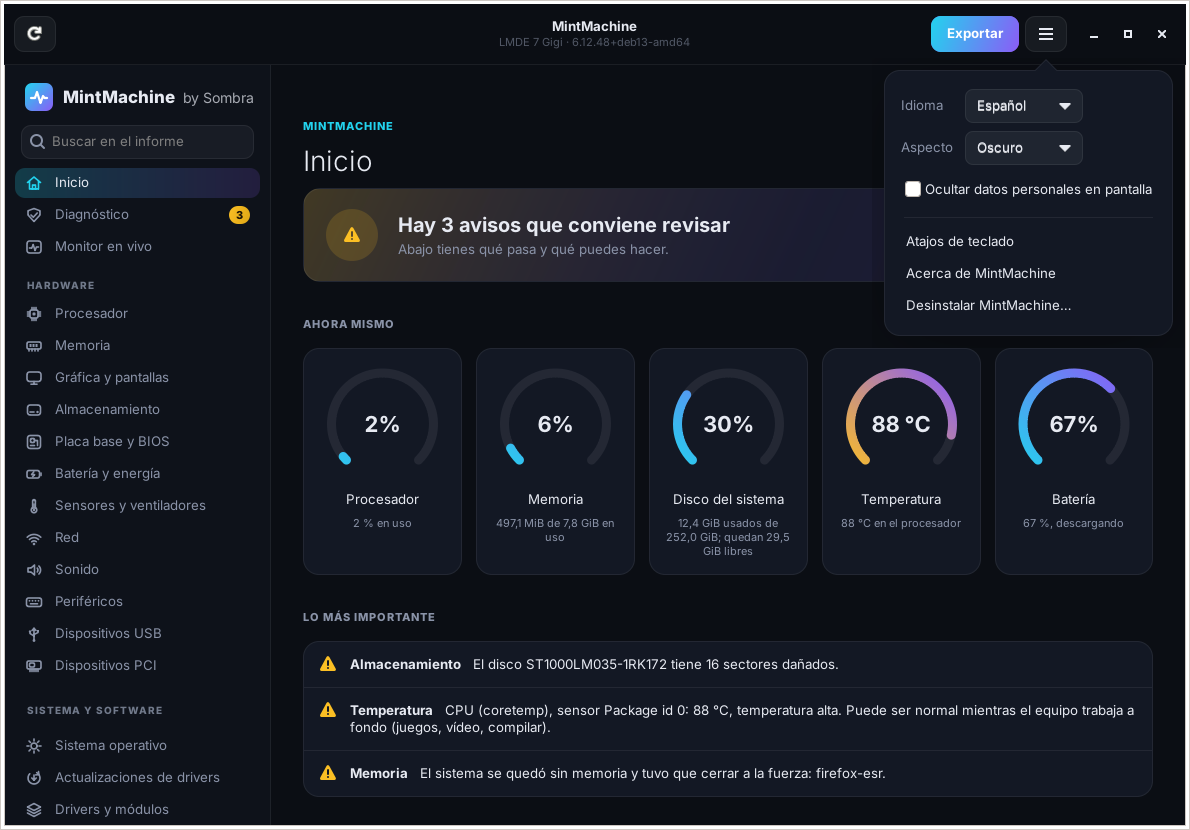 MintMachine
LMDE 7 Gigi · 6.12.48+deb13-amd64
Exportar
MintMachine by Sombra
Buscar en el informe
Inicio
Diagnóstico 3
Monitor en vivo
HARDWARE
Procesador
Memoria
Gráfica y pantallas
Almacenamiento
Placa base y BIOS
Batería y energía
Sensores y ventiladores
Red
Sonido
Periféricos
Dispositivos USB
Dispositivos PCI
SISTEMA Y SOFTWARE
Sistema operativo
Actualizaciones de drivers
Drivers y módulos
Idioma Español
Aspecto Oscuro
Ocultar datos personales en pantalla
Atajos de teclado
Acerca de MintMachine
Desinstalar MintMachine...
MINTMACHINE
Inicio
Hay 3 avisos que conviene revisar
Abajo tienes qué pasa y qué puedes hacer.
AHORA MISMO
2%
Procesador
2 % en uso
6%
Memoria
497,1 MiB de 7,8 GiB en
uso
30%
Disco del sistema
12,4 GiB usados de
252,0 GiB; quedan 29,5
GiB libres
88 °C
Temperatura
88 °C en el procesador
67%
Batería
67 %, descargando
LO MÁS IMPORTANTE
Almacenamiento El disco ST1000LM035-1RK172 tiene 16 sectores dañados.
Temperatura CPU (coretemp), sensor Package id 0: 88 °C, temperatura alta. Puede ser normal mientras el equipo trabaja a
fondo (juegos, vídeo, compilar).
Memoria El sistema se quedó sin memoria y tuvo que cerrar a la fuerza: firefox-esr.